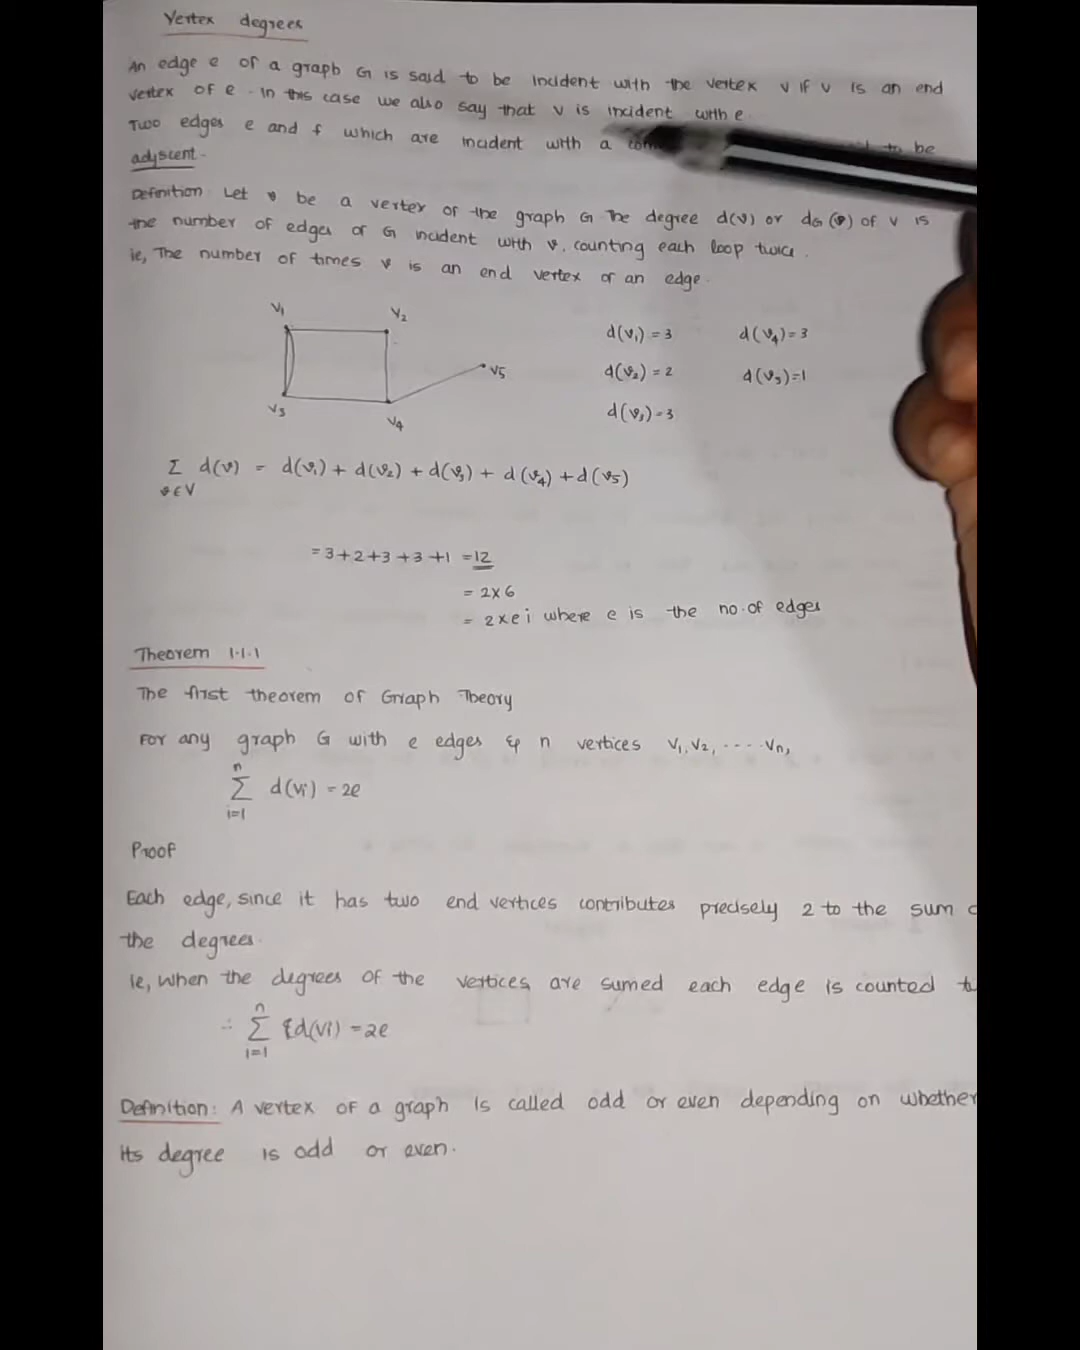 Vertex degrees
An edge e of a graph G is said to be incident with the vertex v if v is an end
vertex of e. In this case we also say that v is incident with e
Two edges e and f which are incident with a to be
adjscent.
Definition Let v be a vertex of the graph G The degree d(v) or dG(v) of v is
the number of edges of G incident with v, counting each loop twice.
ie, The number of times v is an end vertex of an edge.
V1 V2
V5
V3 V4
d(v1) = 3 d(v4) = 3
d(v2) = 2 d(v5) = 1
d(v3) = 3
Σ d(v) = d(v1) + d(v2) + d(v3) + d(v4) + d(v5)
v∈V
= 3+2+3+3+1 = 12
= 2×6
= 2×e; where e is the no. of edges
Theorem 1.1.1
The first theorem of Graph Theory
For any graph G with e edges & n vertices V1, V2, ---- Vn,
n
Σ d(vi) = 2e
i=1
Proof
Each edge, since it has two end vertices contributes precisely 2 to the sum
the degrees.
ie, when the degrees of the vertices are sumed each edge is counted
n
∴ Σ {d(vi) = 2e
i=1
Definition: A vertex of a graph is called odd or even depending on whether
its degree is odd or even.